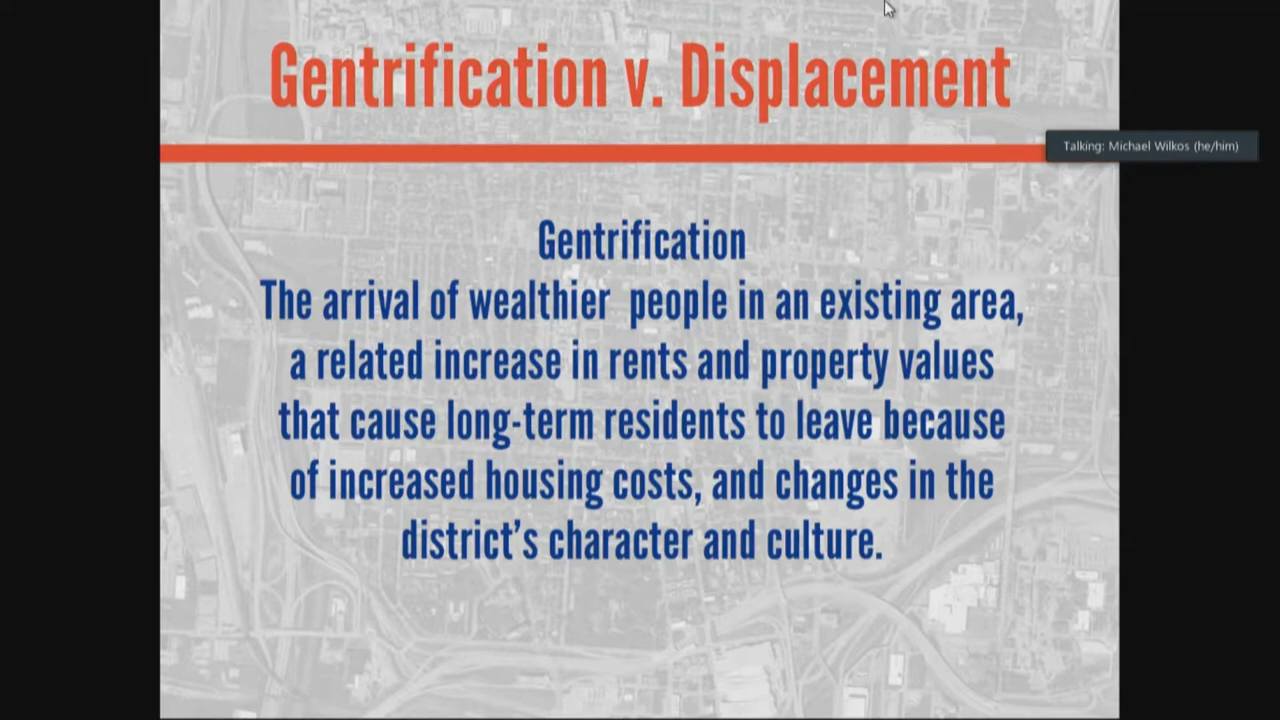 Gentrification v. Displacement
Talking: Michael Wilkos (he/him)
Gentrification
The arrival of wealthier people in an existing area,
a related increase in rents and property values
that cause long-term residents to leave because
of increased housing costs, and changes in the
district’s character and culture.